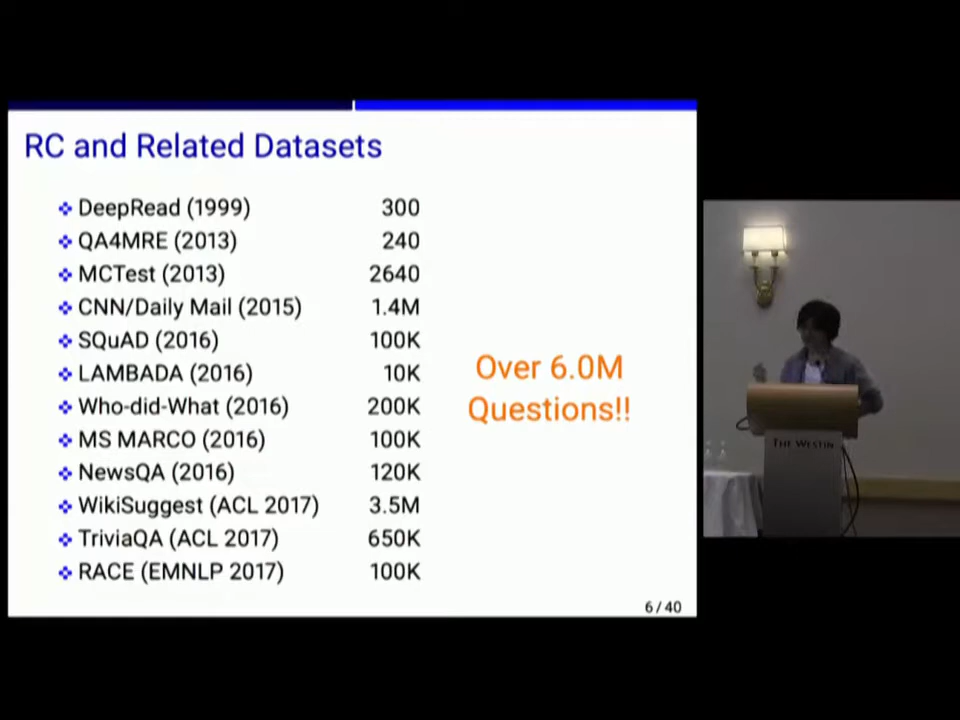 RC and Related Datasets
DeepRead (1999) 300
QA4MRE (2013) 240
MCTest (2013) 2640
CNN/Daily Mail (2015) 1.4M
SQuAD (2016) 100K
LAMBADA (2016) 10K
Who-did-What (2016) 200K
MS MARCO (2016) 100K
NewsQA (2016) 120K
WikiSuggest (ACL 2017) 3.5M
TriviaQA (ACL 2017) 650K
RACE (EMNLP 2017) 100K
Over 6.0M
Questions!!
6 / 40
THE WESTIN